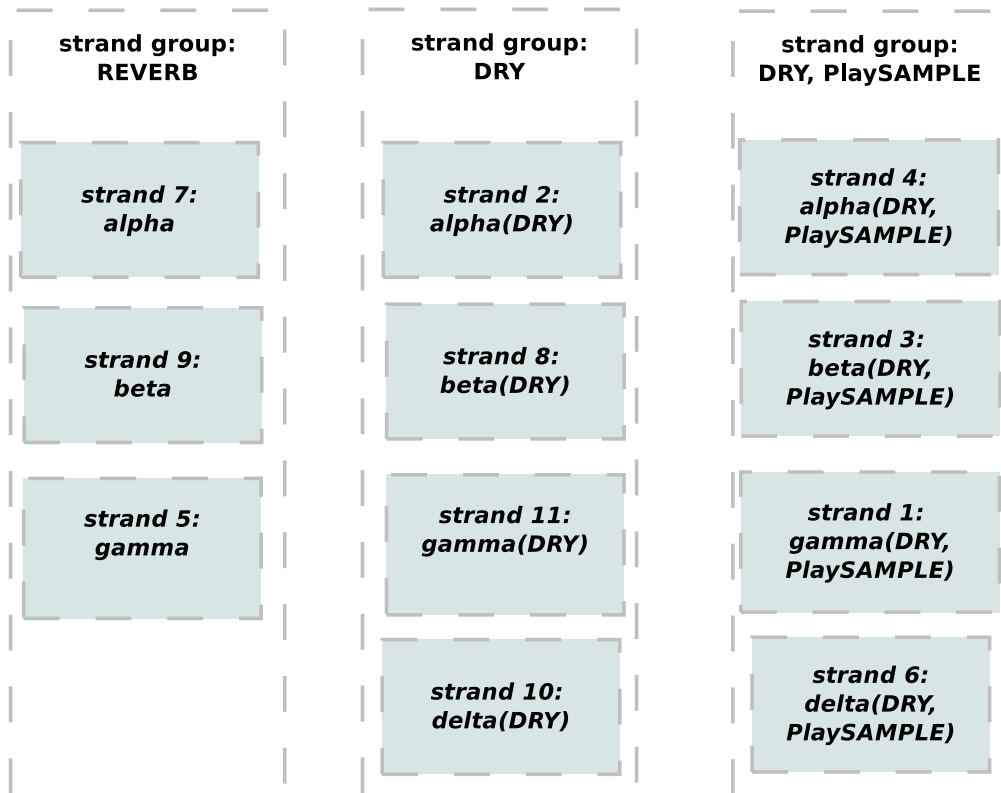 strand group:
REVERB
strand 7:
alpha
strand 9:
beta
strand 5:
gamma
strand group:
DRY
strand 2:
alpha(DRY)
strand 8:
beta(DRY)
strand 11:
gamma(DRY)
strand 10:
delta(DRY)
strand group:
DRY, PlaySAMPLE
strand 4:
alpha(DRY,
PlaySAMPLE)
strand 3:
beta(DRY,
PlaySAMPLE)
strand 1:
gamma(DRY,
PlaySAMPLE)
strand 6:
delta(DRY,
PlaySAMPLE)